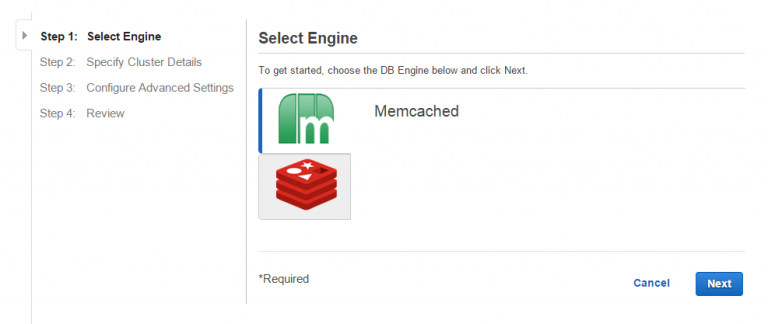 Step 1: Select Engine
Step 2: Specify Cluster Details
Step 3: Configure Advanced Settings
Step 4: Review
Select Engine
To get started, choose the DB Engine below and click Next.
m
Memcached
*Required
Cancel
Next